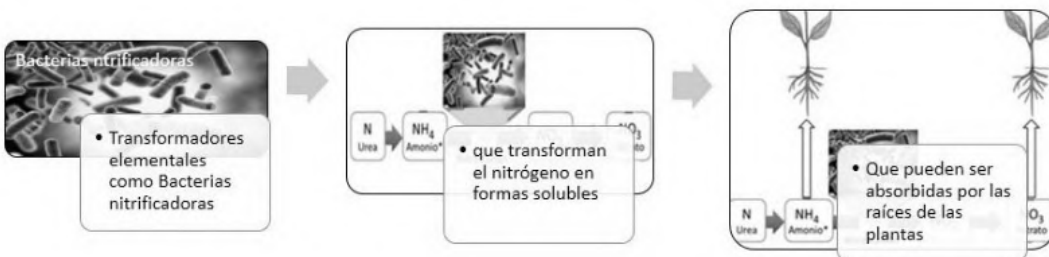 Bacterias ntrificadoras
• Transformadores
elementales
como Bacterias
nitrificadoras
N
Urea
NH4
Amonio*
• que transforman
el nitrógeno en
formas solubles
• Que pueden ser
absorbidas por las
raíces de las
plantas
N
Urea
NH4
Amonio*